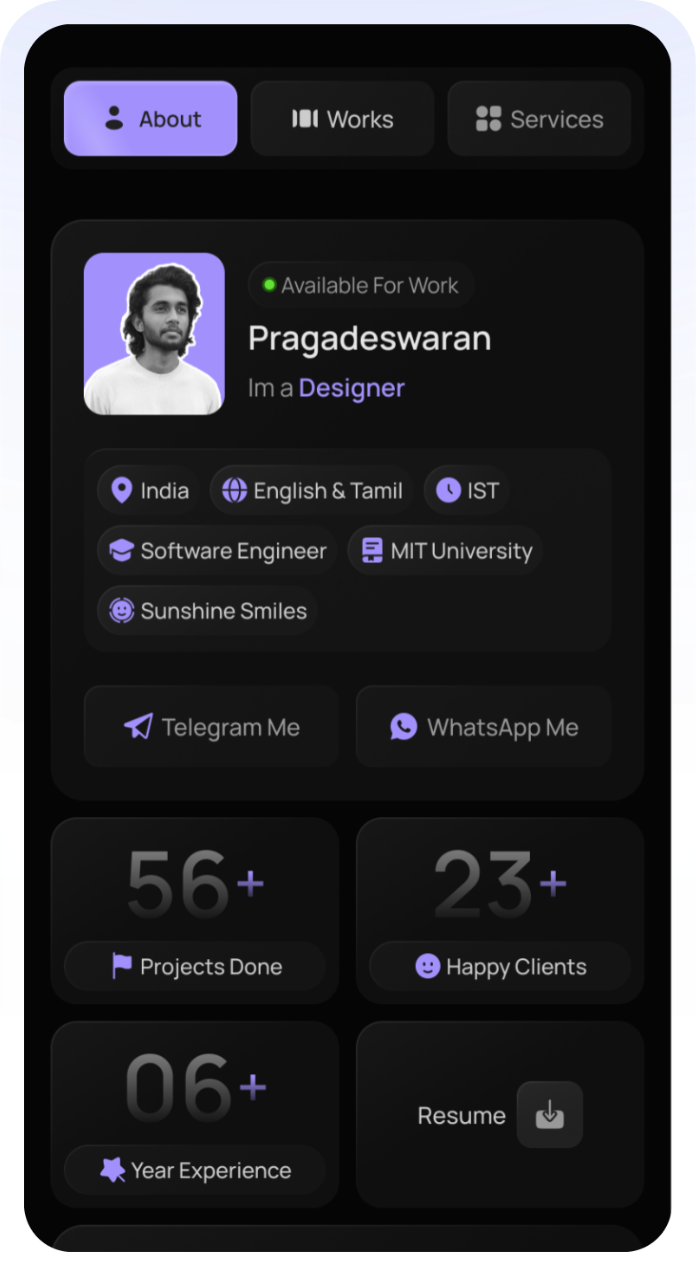 About Works Services
Available For Work
Pragadeswaran
Im a Designer
India English & Tamil IST
Software Engineer MIT University
Sunshine Smiles
Telegram Me WhatsApp Me
56+ 23+
Projects Done Happy Clients
06+
Resume
Year Experience